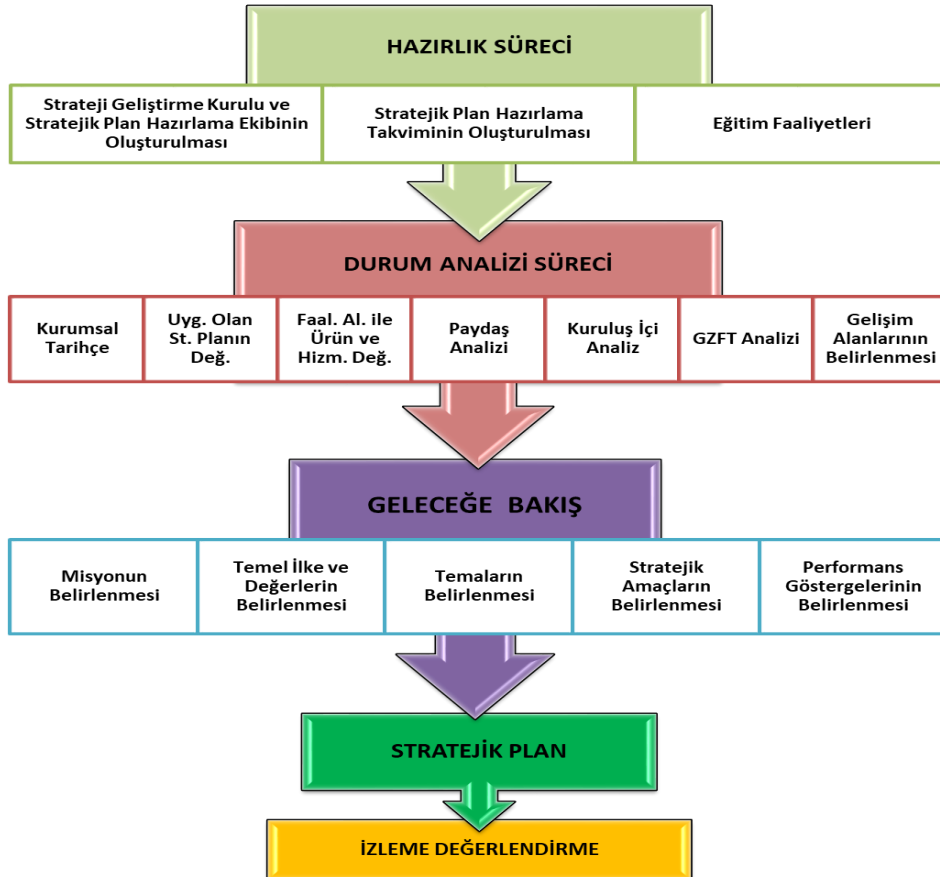 HAZIRLIK SÜRECİ
Strateji Geliştirme Kurulu ve
Stratejik Plan Hazırlama Ekibinin
Oluşturulması
Stratejik Plan Hazırlama
Takviminin Oluşturulması
Eğitim Faaliyetleri
DURUM ANALİZİ SÜRECİ
Kurumsal
Tarihçe
Uyg. Olan
St. Planın
Değ.
Faal. Al. ile
Ürün ve
Hizm. Değ.
Paydaş
Analizi
Kuruluş İçi
Analiz
GZFT Analizi
Gelişim
Alanlarının
Belirlenmesi
GELECEĞE BAKIŞ
Misyonun
Belirlenmesi
Temel İlke ve
Değerlerin
Belirlenmesi
Temaların
Belirlenmesi
Stratejik
Amaçların
Belirlenmesi
Performans
Göstergelerinin
Belirlenmesi
STRATEJİK PLAN
İZLEME DEĞERLENDİRME